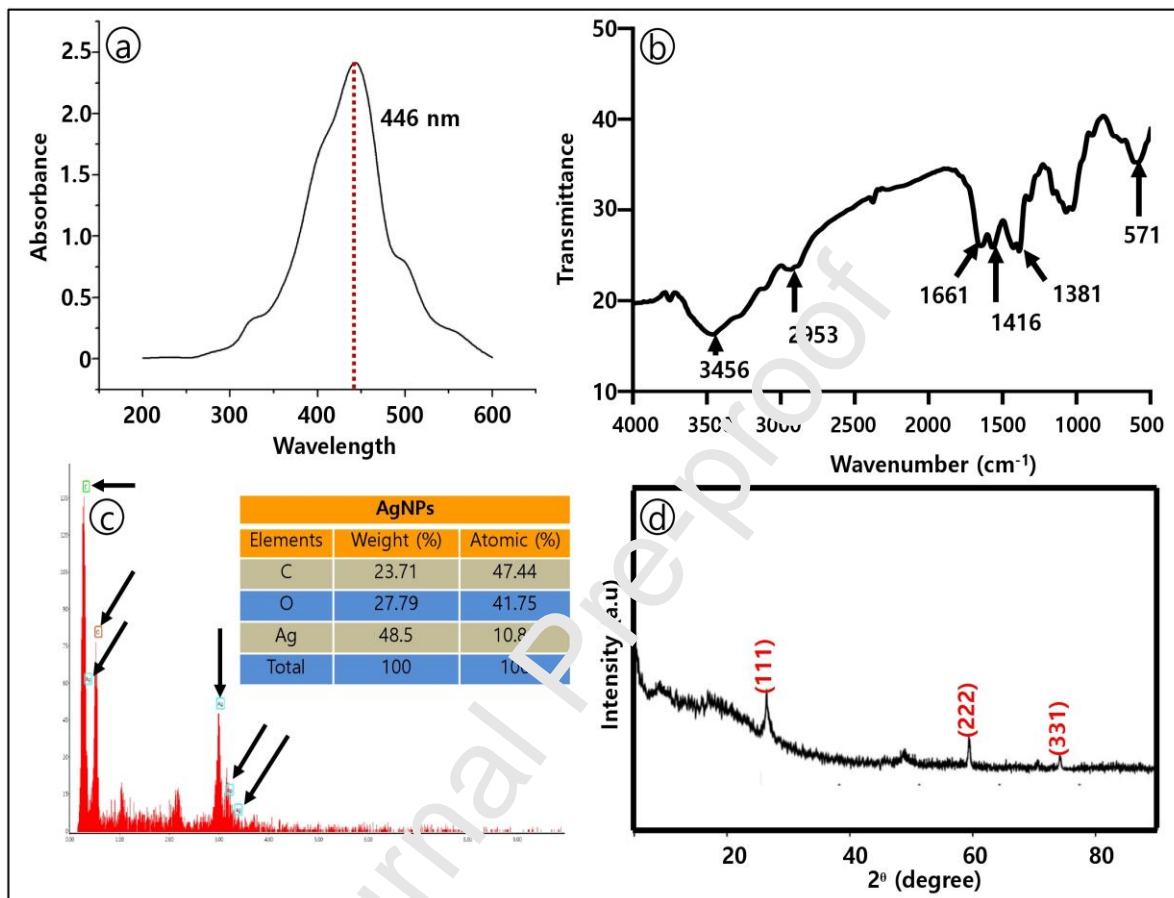 a
2.5
2.0
1.5
1.0
0.5
0
Absorbance
446 nm
200 300 400 500 600
Wavelength
b
50
40
30
20
10
Transmittance
3456
2953
1661
1416
1381
571
4000 3500 3000 2500 2000 1500 1000 500
Wavenumber (cm⁻¹)
c
AgNPs
Elements Weight (%) Atomic (%)
C 23.71 47.44
O 27.79 41.75
Ag 48.5
Total 100
d
Intensity (a.u)
(111)
(222)
(331)
20 40 60 80
2θ (degree)
Journal Pre-proof